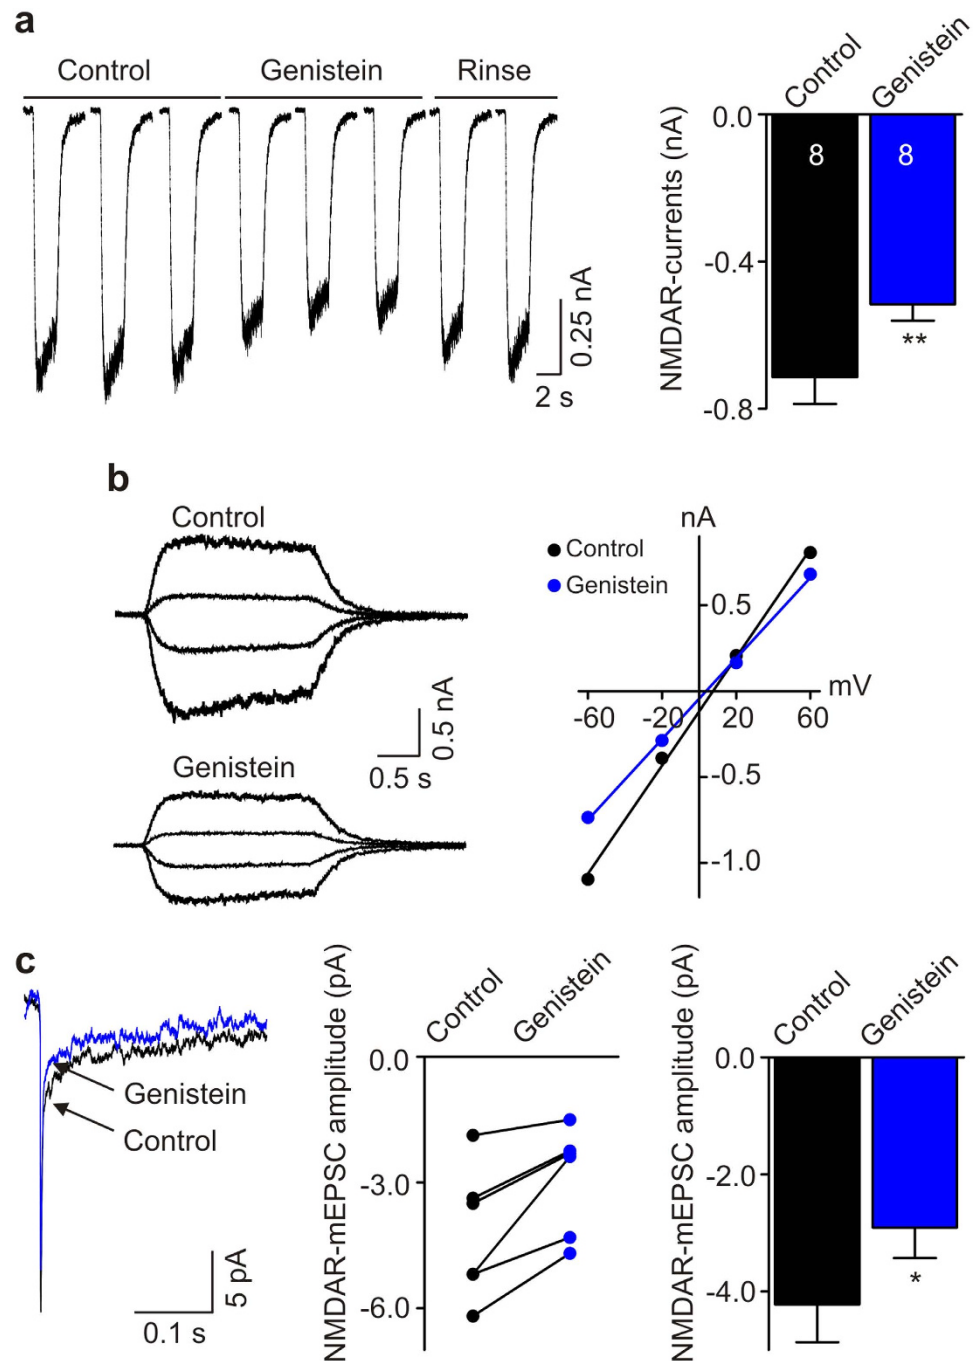 a
Control
Genistein
Rinse
0.25 nA
2 s
Control
Genistein
NMDAR-currents (nA)
0.0
-0.4
-0.8
8
8
**
b
Control
Genistein
0.5 nA
0.5 s
nA
Control
Genistein
0.5
mV
-60
-20
20
60
-0.5
-1.0
c
Genistein
Control
5 pA
0.1 s
NMDAR-mEPSC amplitude (pA)
Control
Genistein
0.0
-3.0
-6.0
NMDAR-mEPSC amplitude (pA)
Control
Genistein
0.0
-2.0
-4.0
*